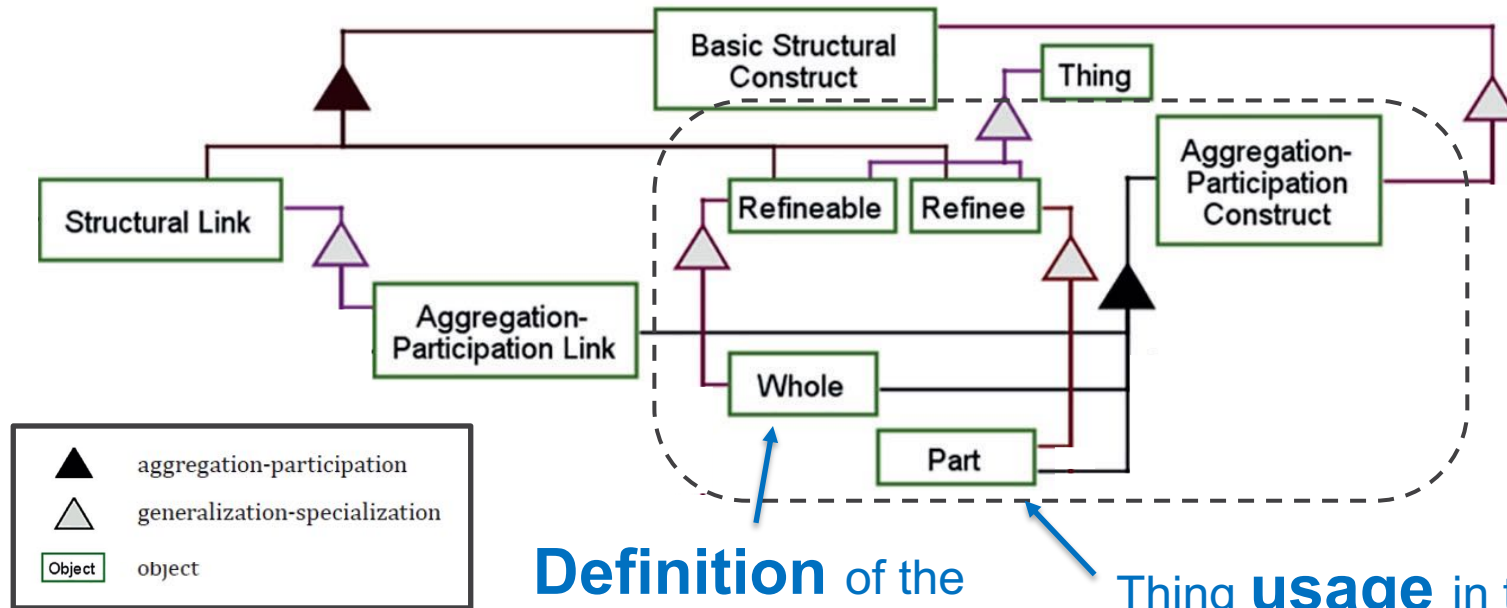 Basic Structural
Construct
Thing
Aggregation-
Participation
Construct
Structural Link
Refineable
Refinee
Aggregation-
Participation Link
Whole
Part
aggregation-participation
generalization-specialization
Object object
Definition of the
Thing usage in t